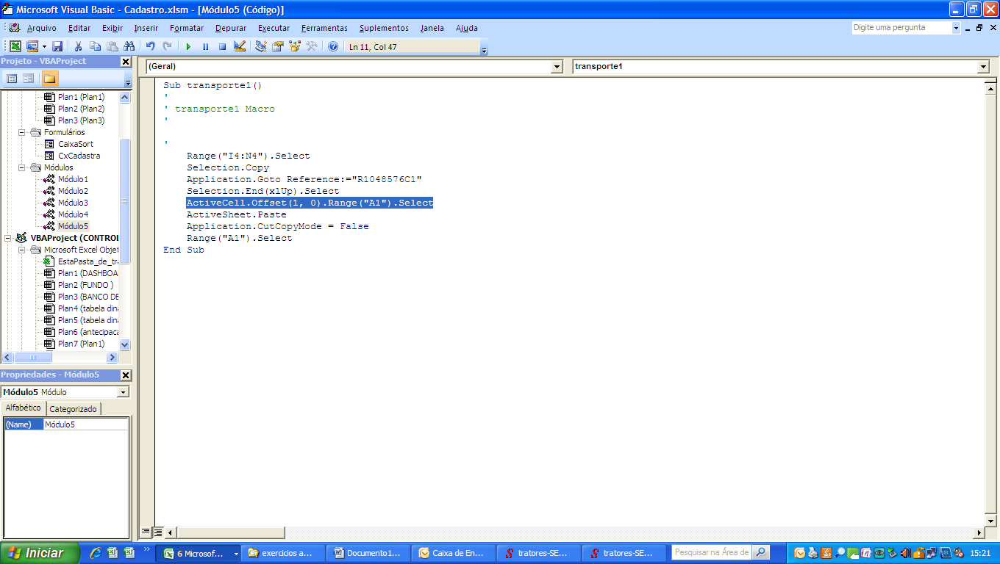 Microsoft Visual Basic - Cadastro.xlsm - [Módulo5 (Código)]
Arquivo Editar Exibir Inserir Formatar Depurar Executar Ferramentas Suplementos Janela Ajuda
Digite uma pergunta
Ln 11, Col 47
Projeto - VBAProject
Plan1 (Plan1)
Plan2 (Plan2)
Plan3 (Plan3)
Formulários
CaixaSort
CxCadastra
Módulos
Módulo1
Módulo2
Módulo3
Módulo4
Módulo5
VBAProject (CONTROL
Microsoft Excel Objet
EstaPasta_de_tra
Plan1 (DASHBOA
Plan2 (FUNDO )
Plan3 (BANCO DE
Plan4 (tabela diná
Plan5 (tabela diná
Plan6 (antecipaca
Plan7 (Plan1)
Propriedades - Módulo5
Módulo5 Módulo
Alfabético Categorizado
(Name) Módulo5
(Geral)
transporte1
Sub transporte1()
'
' transporte1 Macro
'
'
Range("I4:N4").Select
Selection.Copy
Application.Goto Reference:="R1048576C1"
Selection.End(xlUp).Select
ActiveCell.Offset(1, 0).Range("A1").Select
ActiveSheet.Paste
Application.CutCopyMode = False
Range("A1").Select
End Sub
Iniciar
6 Microsof...
exercicios a...
Documento1...
Caixa de En...
tratores-SE...
tratores-SE...
Pesquisar na Área de
15:21